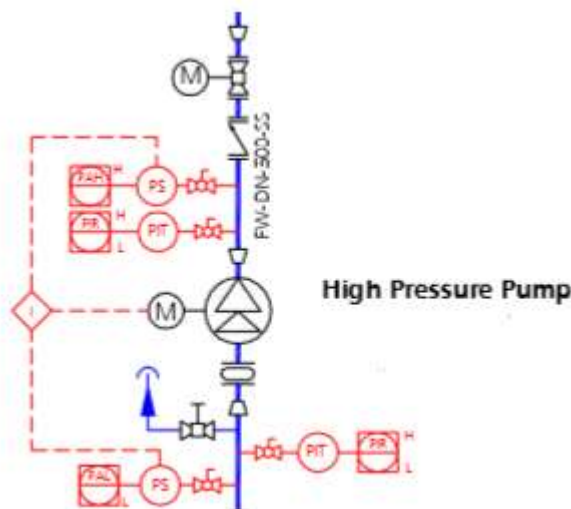 M
FW-DN-300-SS
PAH
H
PS
PIR
H
L
PIT
High Pressure Pump
M
I
PIT
PIR
H
L
PAL
L
PS